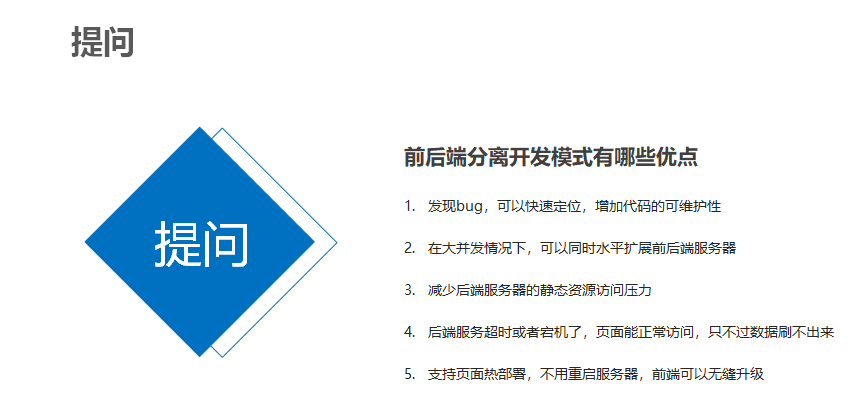 提问
提问
前后端分离开发模式有哪些优点
1. 发现bug，可以快速定位，增加代码的可维护性
2. 在大并发情况下，可以同时水平扩展前后端服务器
3. 减少后端服务器的静态资源访问压力
4. 后端服务超时或者宕机了，页面能正常访问，只不过数据刷不出来
5. 支持页面热部署，不用重启服务器，前端可以无缝升级